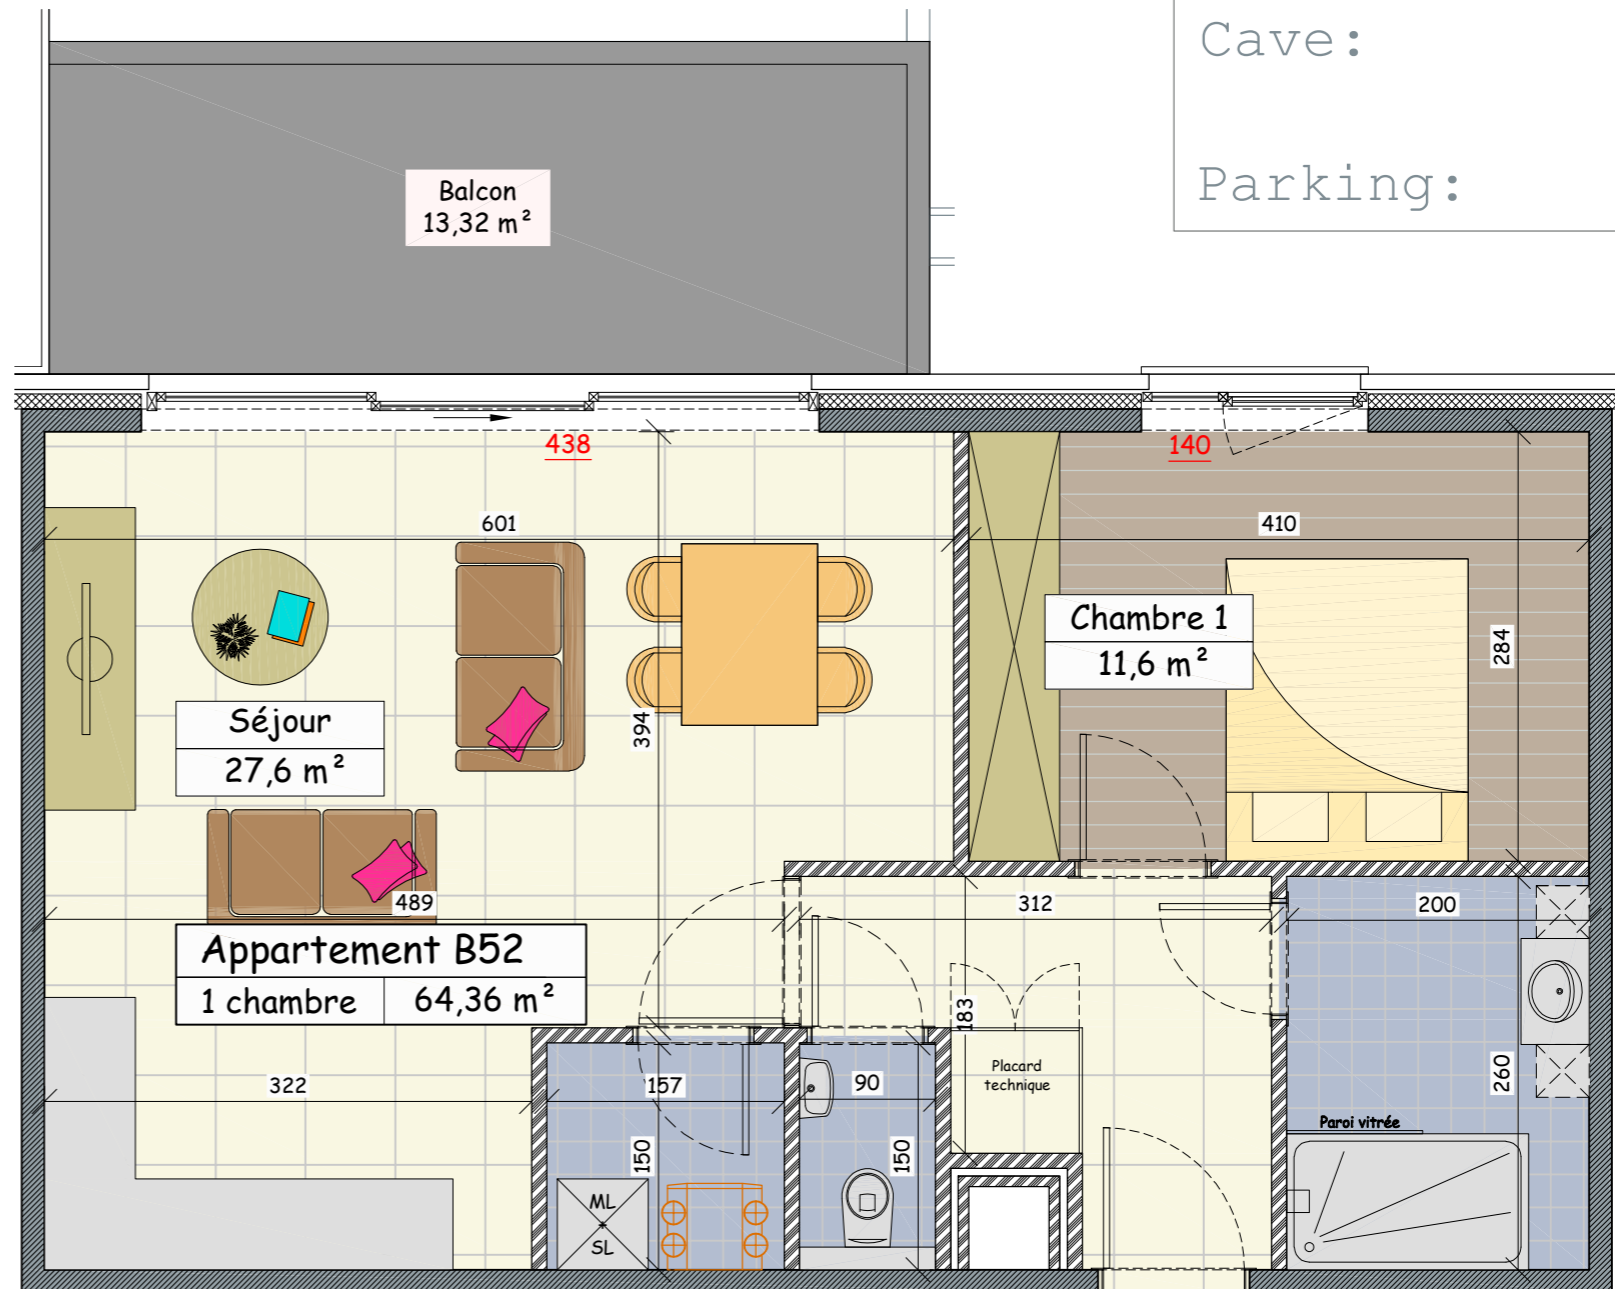 Cave:
Parking:
Balcon
13,32 m²
438
140
601
410
Chambre 1
11,6 m²
284
Séjour
27,6 m²
394
489
312
200
Appartement B52
1 chambre 64,36 m²
183
Placard
technique
322
157
90
260
Paroi vitrée
150
150
ML
SL